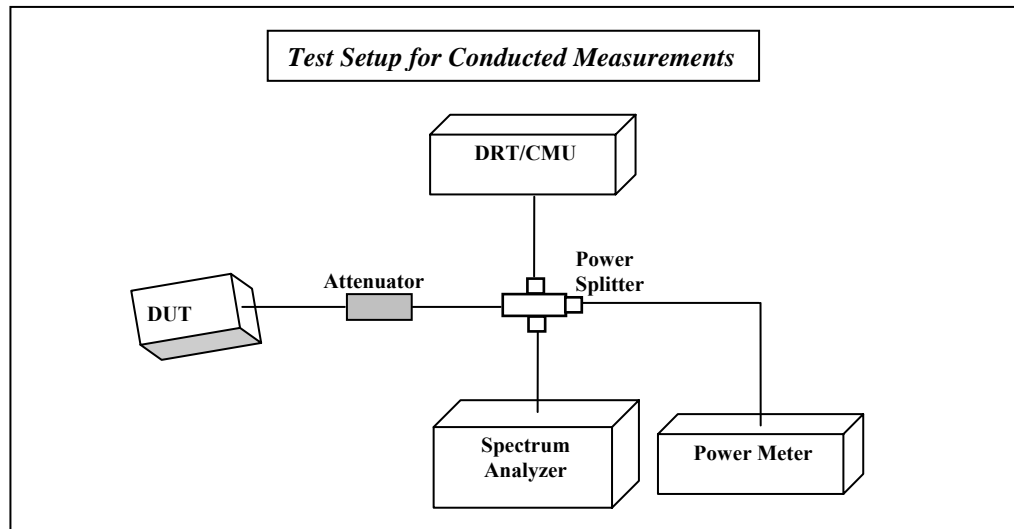 Test Setup for Conducted Measurements
DRT/CMU
Power
Splitter
Attenuator
DUT
Spectrum
Analyzer
Power Meter